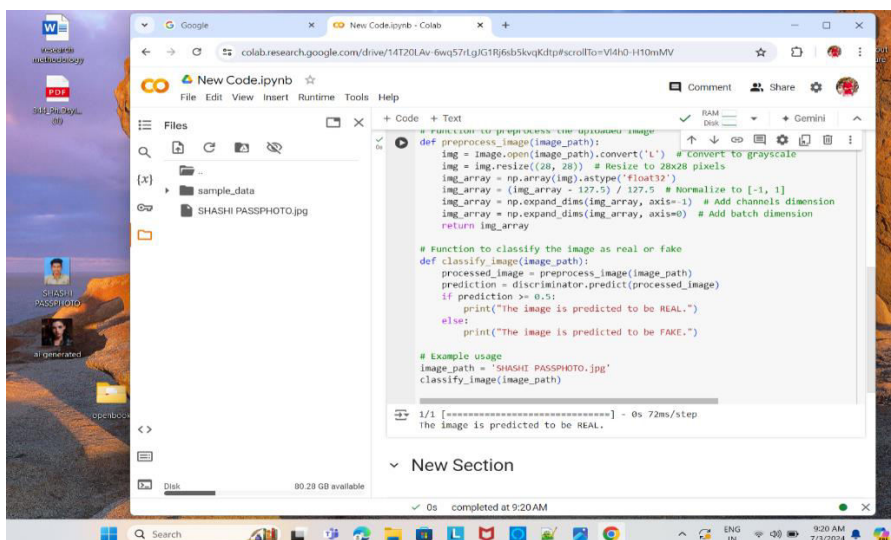 Google
New Code.ipynb - Colab
colab.research.google.com/drive/14T20LAv-6wq57rLgJG1Rj6sb5kvqKdtp#scrollTo=Vl4h0-H10mMV
New Code.ipynb
File Edit View Insert Runtime Tools Help
Comment Share
+ Code + Text
RAM
Disk
Gemini
Files
..
sample_data
SHASHI PASSPHOTO.jpg
{x}
# Function to preprocess the uploaded image
def preprocess_image(image_path):
img = Image.open(image_path).convert('L') # Convert to grayscale
img = img.resize((28, 28)) # Resize to 28x28 pixels
img_array = np.array(img).astype('float32')
img_array = (img_array - 127.5) / 127.5 # Normalize to [-1, 1]
img_array = np.expand_dims(img_array, axis=-1) # Add channels dimension
img_array = np.expand_dims(img_array, axis=0) # Add batch dimension
return img_array
# Function to classify the image as real or fake
def classify_image(image_path):
processed_image = preprocess_image(image_path)
prediction = discriminator.predict(processed_image)
if prediction >= 0.5:
print("The image is predicted to be REAL.")
else:
print("The image is predicted to be FAKE.")
# Example usage
image_path = 'SHASHI PASSPHOTO.jpg'
classify_image(image_path)
1/1 [==============================] - 0s 72ms/step
The image is predicted to be REAL.
New Section
Disk 80.28 GB available
0s completed at 9:20 AM
research
methodology
PDF
SHASHI
PASSPHOTO
ai generated
openbook
Search
ENG
IN
9:20 AM
7/3/2024